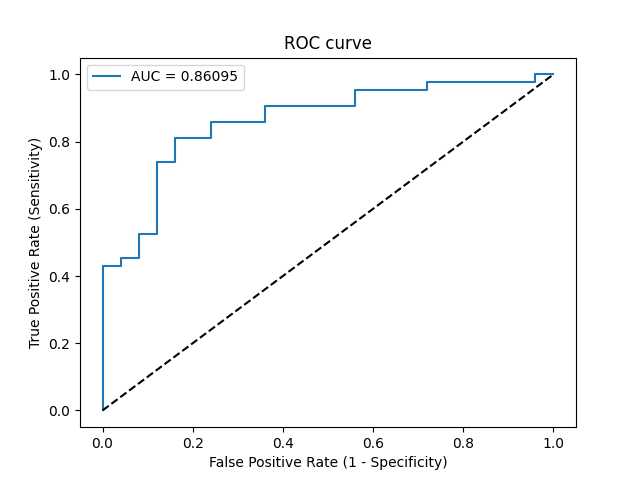 ROC curve
AUC = 0.86095
True Positive Rate (Sensitivity)
1.0
0.8
0.6
0.4
0.2
0.0
0.0 0.2 0.4 0.6 0.8 1.0
False Positive Rate (1 - Specificity)